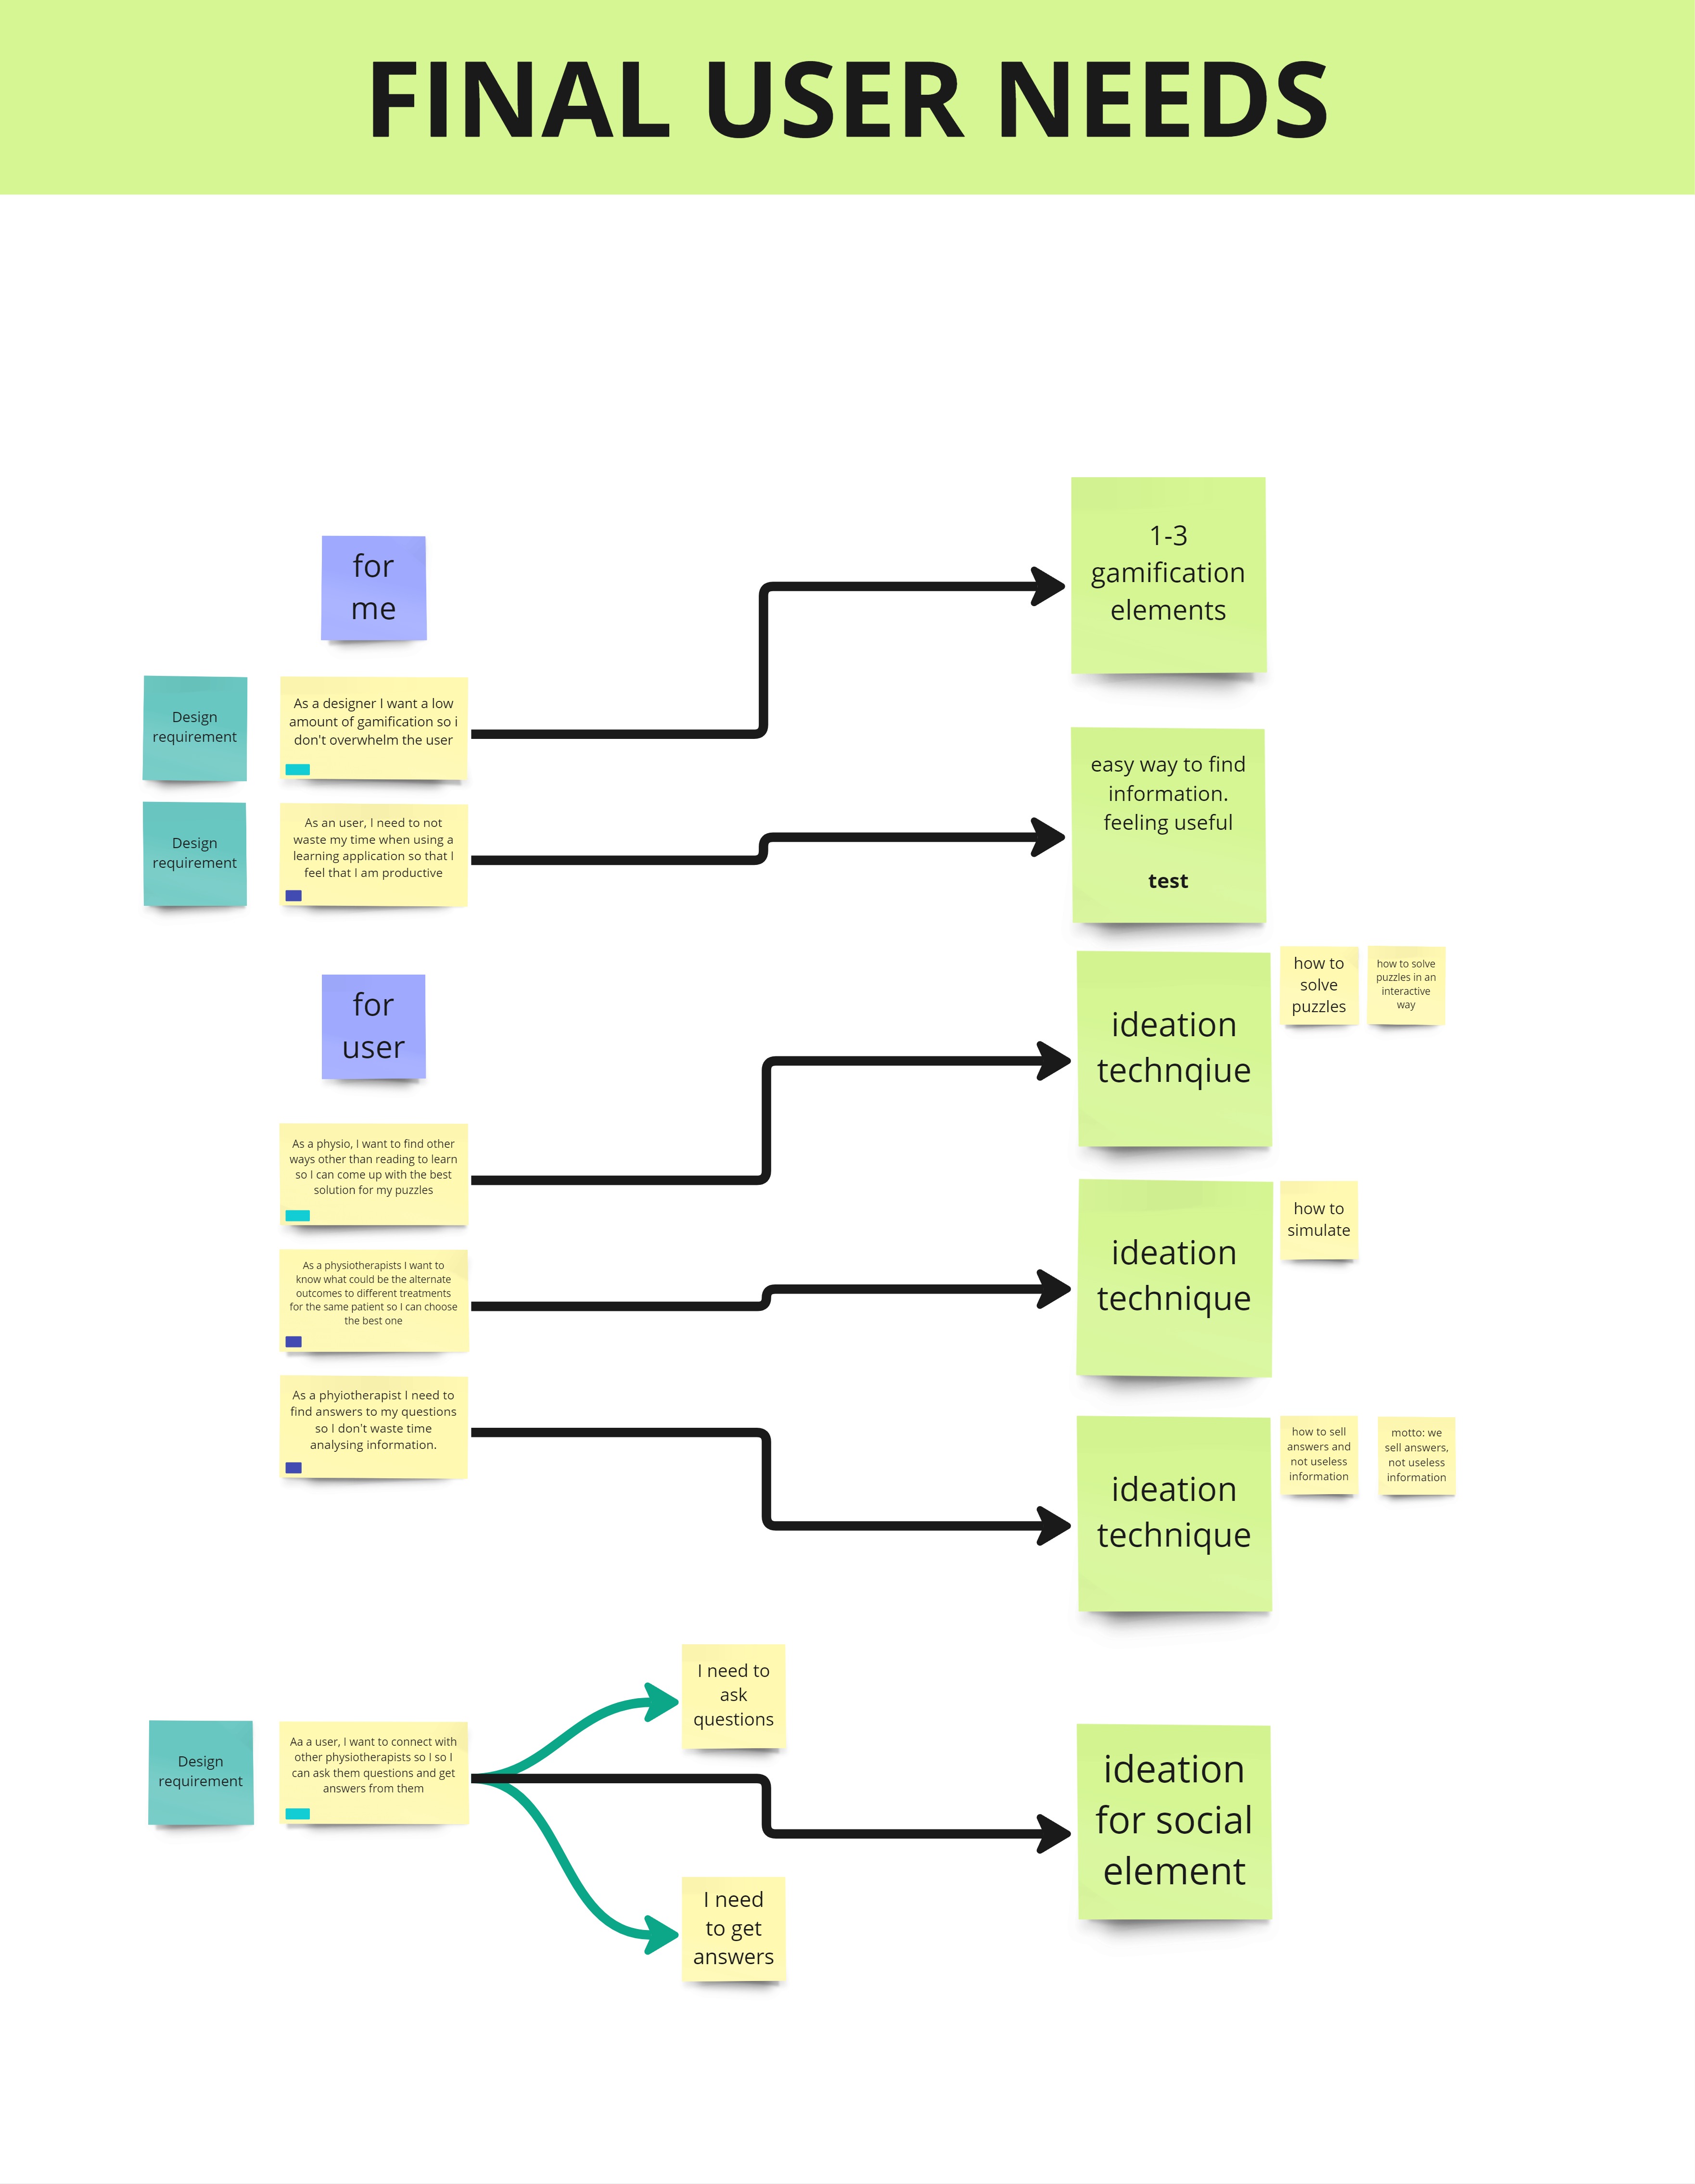 FINAL USER NEEDS
for
me
Design
requirement
As a designer I want a low
amount of gamification so i
don't overwhelm the user
1-3
gamification
elements
Design
requirement
As an user, I need to not
waste my time when using a
learning application so that I
feel that I am productive
easy way to find
information.
feeling useful
test
for
user
As a physio, I want to find other
ways other than reading to learn
so I can come up with the best
solution for my puzzles
ideation
technqiue
how to
solve
puzzles
how to solve
puzzles in an
interactive
way
As a physiotherapists I want to
know what could be the alternate
outcomes to different treatments
for the same patient so I can choose
the best one
ideation
technique
how to
simulate
As a phyiotherapist I need to
find answers to my questions
so I don't waste time
analysing information.
ideation
technique
how to sell
answers and
not useless
information
motto: we
sell answers,
not useless
information
Design
requirement
Aa a user, I want to connect with
other physiotherapists so I so I
can ask them questions and get
answers from them
I need to
ask
questions
I need
to get
answers
ideation
for social
element